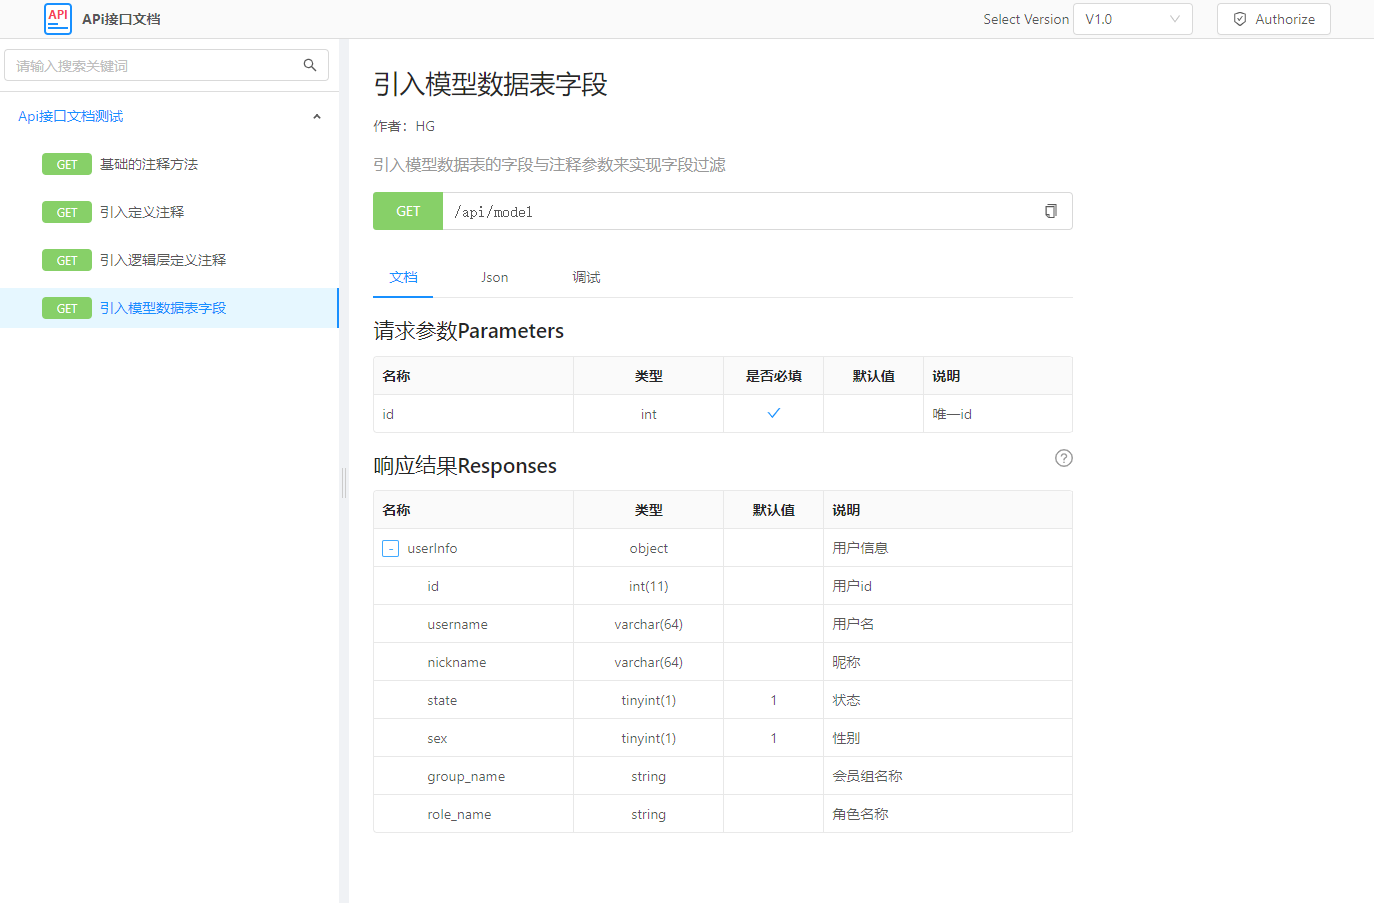 API APi接口文档 Select Version V1.0 Authorize
请输入搜索关键词
Api接口文档测试
GET 基础的注释方法
GET 引入定义注释
GET 引入逻辑层定义注释
GET 引入模型数据表字段
引入模型数据表字段
作者：HG
引入模型数据表的字段与注释参数来实现字段过滤
GET /api/model
文档 Json 调试
请求参数Parameters
名称 类型 是否必填 默认值 说明
id int 唯一id
响应结果Responses
名称 类型 默认值 说明
userInfo object 用户信息
id int(11) 用户id
username varchar(64) 用户名
nickname varchar(64) 昵称
state tinyint(1) 1 状态
sex tinyint(1) 1 性别
group_name string 会员组名称
role_name string 角色名称